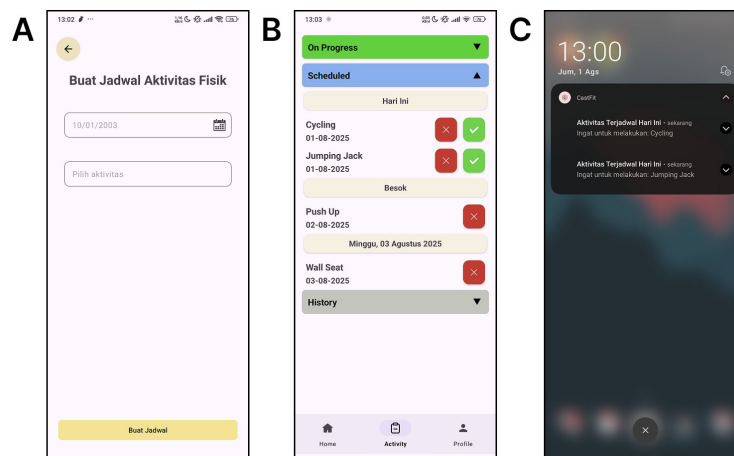 A
13:02
Buat Jadwal Aktivitas Fisik
10/01/2003
Pilih aktivitas
Buat Jadwal
B
13:03
On Progress
Scheduled
Hari Ini
Cycling
01-08-2025
Jumping Jack
01-08-2025
Besok
Push Up
02-08-2025
Minggu, 03 Agustus 2025
Wall Seat
03-08-2025
History
Home
Activity
Profile
C
13:00
Jum, 1 Ags
CastFit
Aktivitas Terjadwal Hari Ini • sekarang
Ingat untuk melakukan: Cycling
Aktivitas Terjadwal Hari Ini • sekarang
Ingat untuk melakukan: Jumping Jack